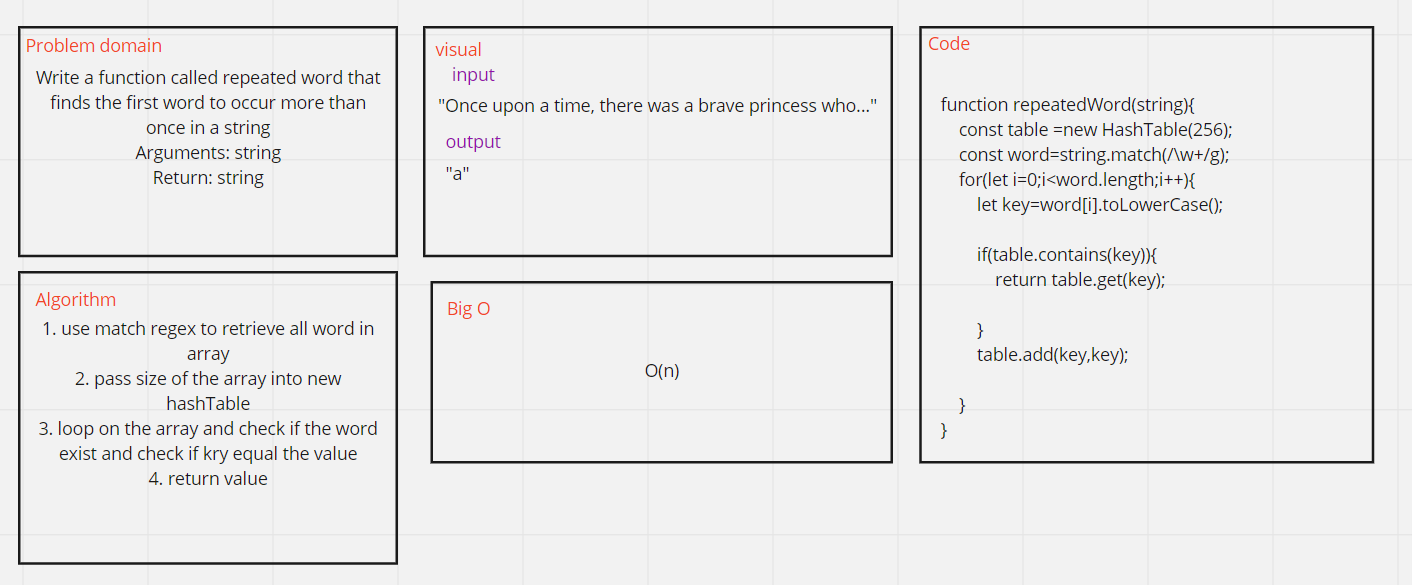 Problem domain
Write a function called repeated word that
finds the first word to occur more than
once in a string
Arguments: string
Return: string
Algorithm
1. use match regex to retrieve all word in
array
2. pass size of the array into new
hashTable
3. loop on the array and check if the word
exist and check if kry equal the value
4. return value
visual
input
"Once upon a time, there was a brave princess who..."
output
"a"
Big O
O(n)
Code
function repeatedWord(string){
const table =new HashTable(256);
const word=string.match(/\w+/g);
for(let i=0;i<word.length;i++){
let key=word[i].toLowerCase();
if(table.contains(key)){
return table.get(key);
}
table.add(key,key);
}
}